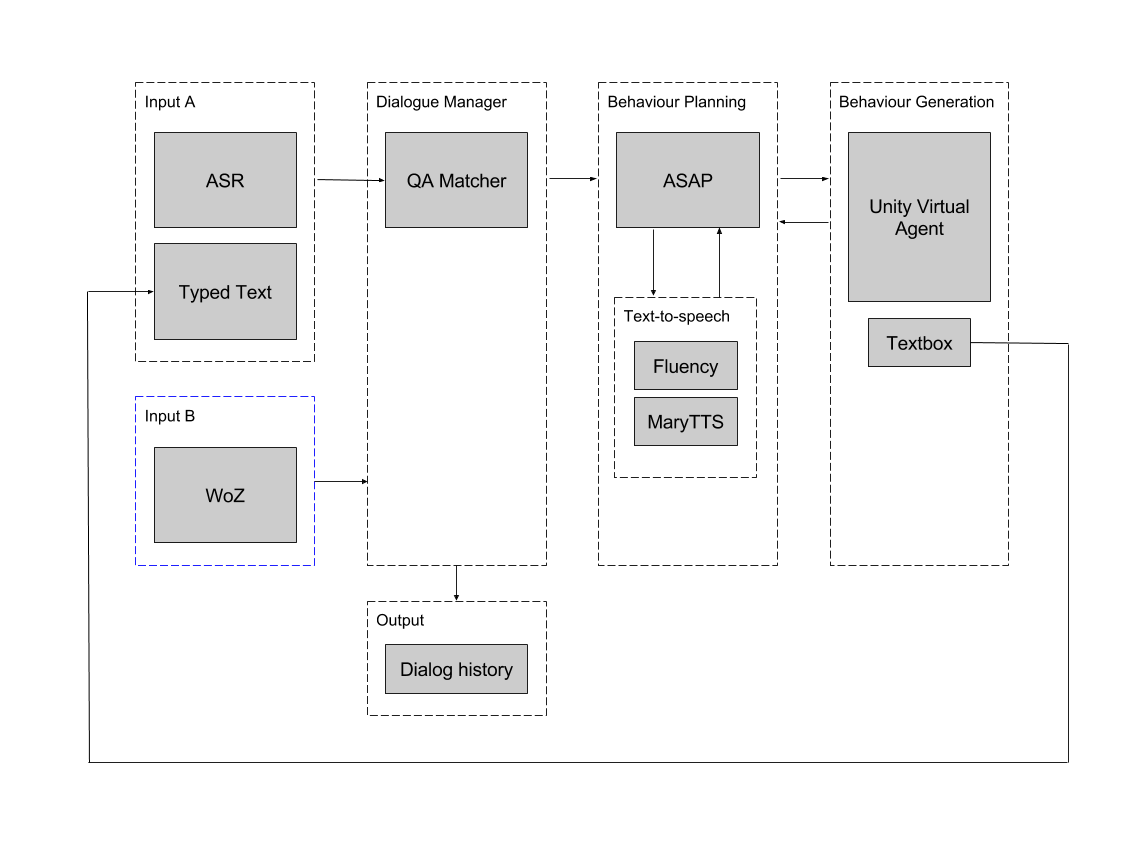 Input A
ASR
Typed Text
Input B
WoZ
Dialogue Manager
QA Matcher
Output
Dialog history
Behaviour Planning
ASAP
Text-to-speech
Fluency
MaryTTS
Behaviour Generation
Unity Virtual
Agent
Textbox